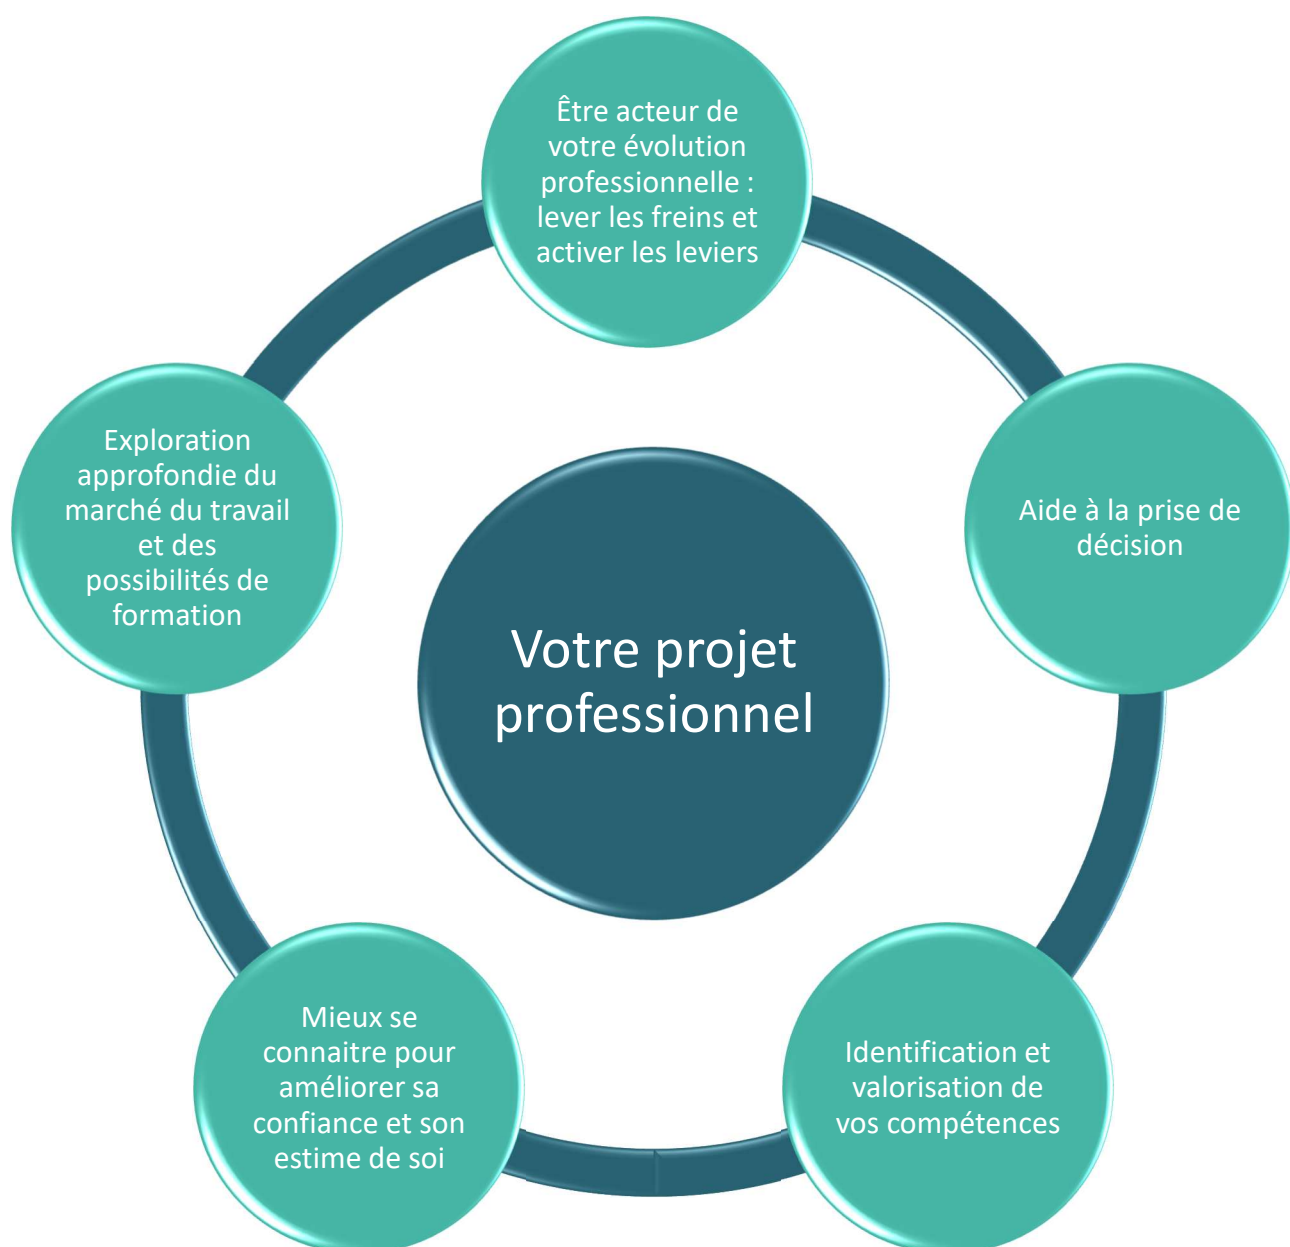 Être acteur de
votre évolution
professionnelle :
lever les freins et
activer les leviers
Aide à la prise de
décision
Identification et
valorisation de
vos compétences
Mieux se
connaitre pour
améliorer sa
confiance et son
estime de soi
Exploration
approfondie du
marché du travail
et des
possibilités de
formation
Votre projet
professionnel